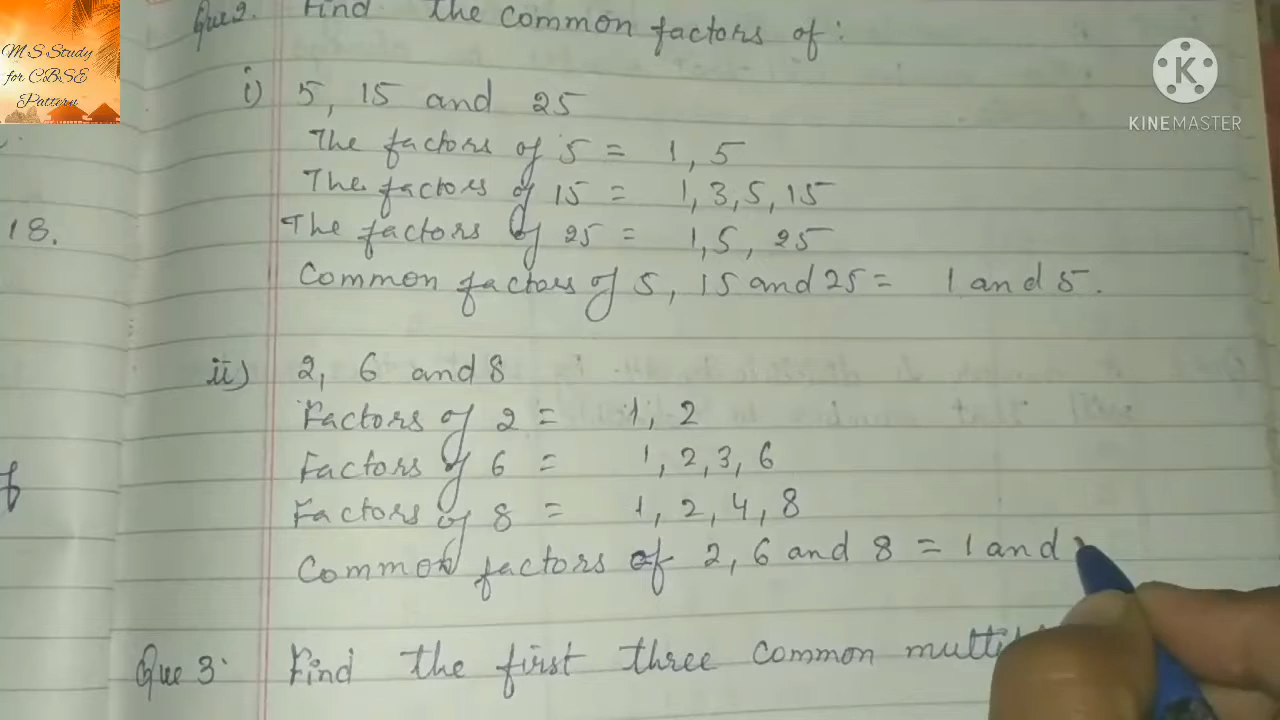 M S Study
for CBSE
Pattern
KINEMASTER
Que 2. Find the common factors of:
i) 5, 15 and 25
The factors of 5 = 1, 5
The factors of 15 = 1, 3, 5, 15
18.
The factors of 25 = 1, 5, 25
Common factors of 5, 15 and 25 = 1 and 5.
ii) 2, 6 and 8
Factors of 2 = 1, 2
Factors of 6 = 1, 2, 3, 6
Factors of 8 = 1, 2, 4, 8
Common factors of 2, 6 and 8 = 1 and
Que 3. Find the first three common